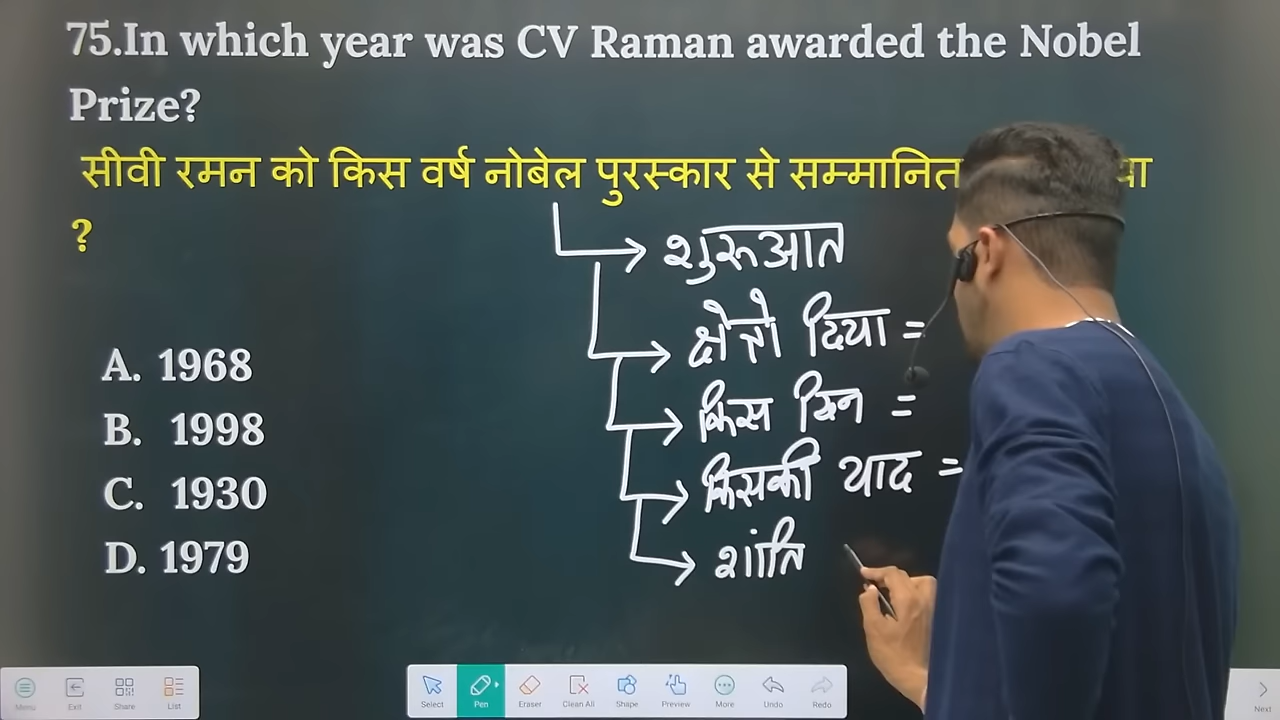 75.In which year was CV Raman awarded the Nobel
Prize?
सीवी रमन को किस वर्ष नोबेल पुरस्कार से सम्मानित या
?
शुरुआत
क्षेत्रो दिया =
किस दिन =
किसकी याद =
शांति
A. 1968
B. 1998
C. 1930
D. 1979
Menu
Exit
Share
List
Select
Pen
Eraser
Clean All
Shape
Preview
More
Undo
Redo
Next